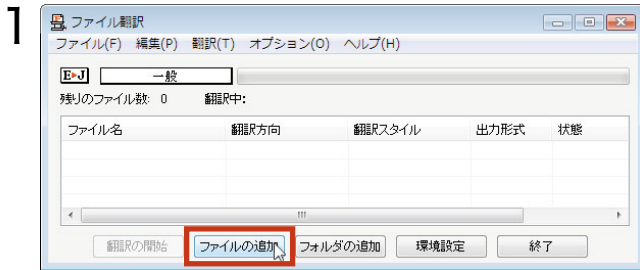 1
ファイル翻訳
ファイル(F) 編集(P) 翻訳(T) オプション(O) ヘルプ(H)
E▸J 一般
残りのファイル数: 0 翻訳中:
ファイル名 翻訳方向 翻訳スタイル 出力形式 状態
翻訳の開始 ファイルの追加 フォルダの追加 環境設定 終了